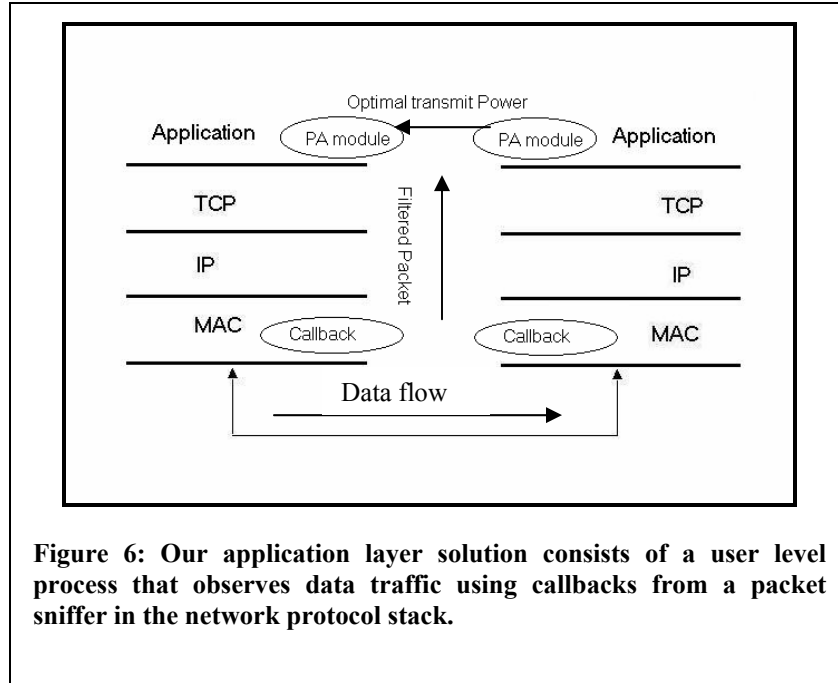 Optimal transmit Power
Application
PA module
PA module
Application
TCP
Filtered Packet
TCP
IP
IP
MAC
Callback
Callback
MAC
Data flow
Figure 6: Our application layer solution consists of a user level
process that observes data traffic using callbacks from a packet
sniffer in the network protocol stack.